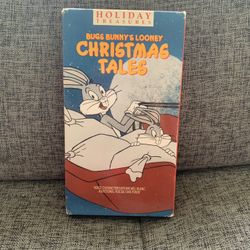 HOLIDAY
TREASURES
BUGS BUNNY'S LOONEY
CHRISTMAS
TALES